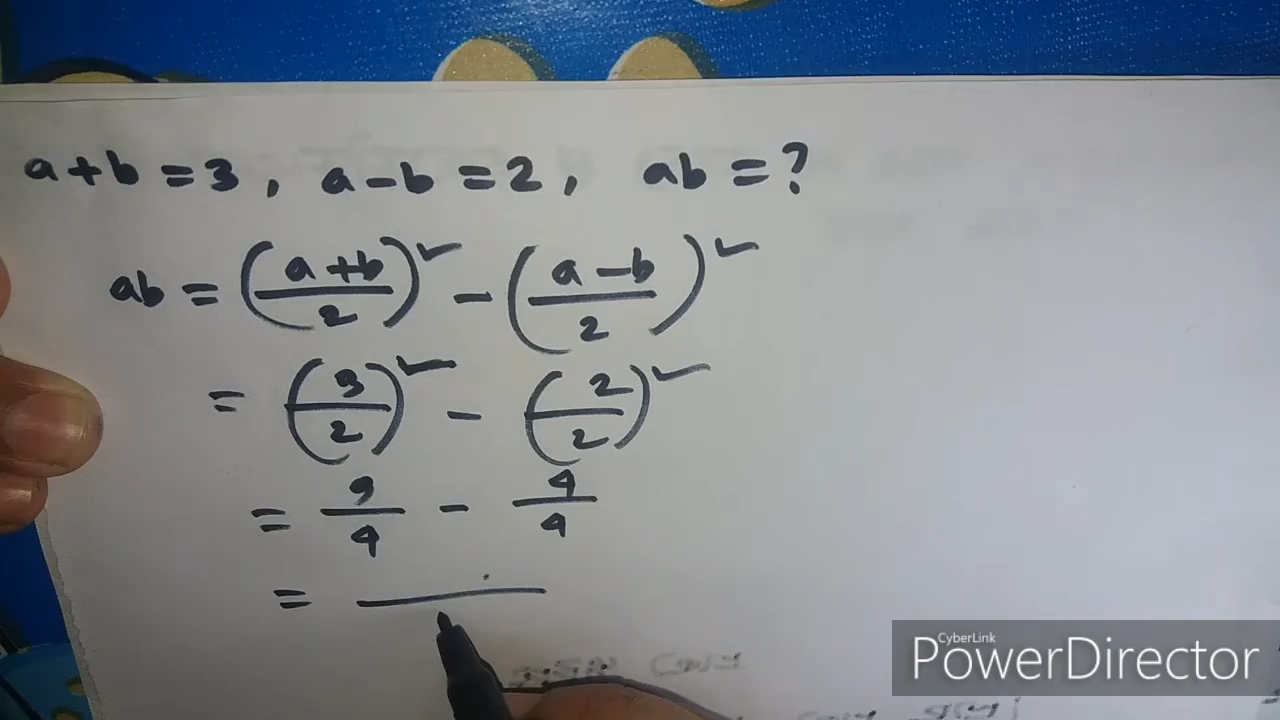 a+b=3, a-b=2, ab=?
ab = (a+b/2)² - (a-b/2)²
= (3/2)² - (2/2)²
= 9/4 - 4/4
=
CyberLink
PowerDirector